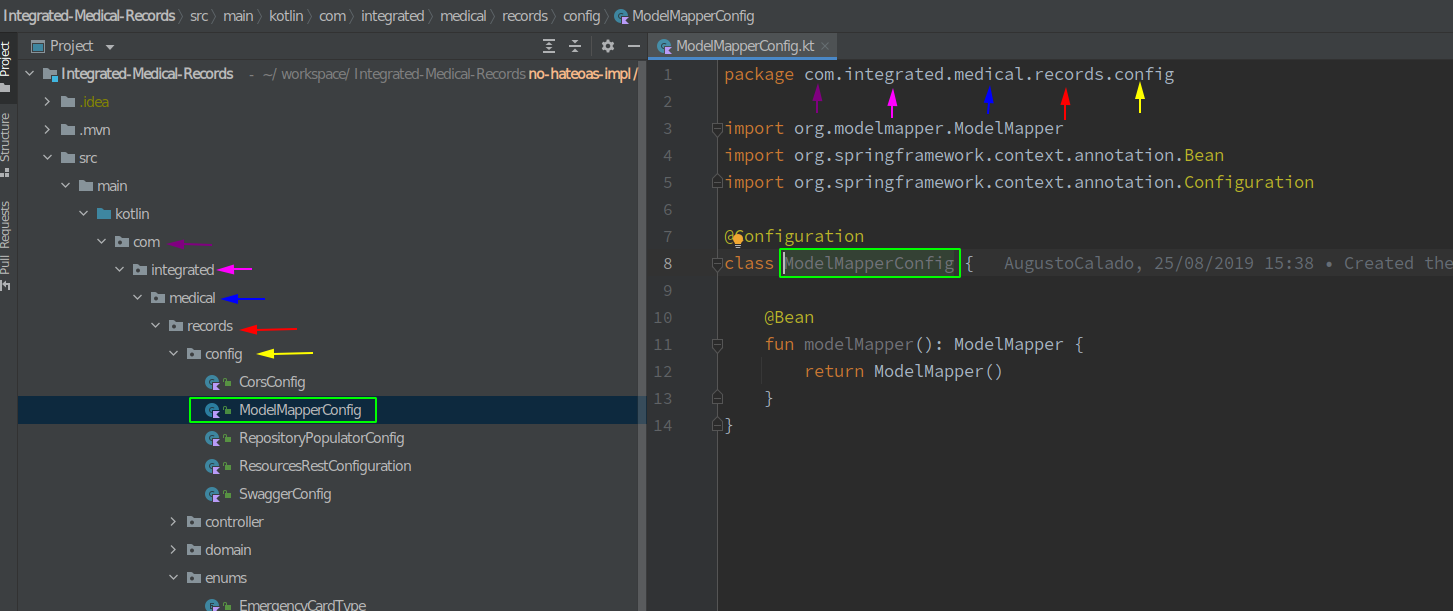 Integrated-Medical-Records src main kotlin com integrated medical records config ModelMapperConfig
Project
Structure
Pull Requests
Project
Integrated-Medical-Records - ~/ workspace/ Integrated-Medical-Records no-hateoas-impl /
.idea
.mvn
src
main
kotlin
com
integrated
medical
records
config
CorsConfig
ModelMapperConfig
RepositoryPopulatorConfig
ResourcesRestConfiguration
SwaggerConfig
controller
domain
enums
EmergencyCardType
ModelMapperConfig.kt
1 package com.integrated.medical.records.config
2
3 import org.modelmapper.ModelMapper
4 import org.springframework.context.annotation.Bean
5 import org.springframework.context.annotation.Configuration
6
7 @Configuration
8 class ModelMapperConfig { AugustoCalado, 25/08/2019 15:38 • Created the
9
10 @Bean
11 fun modelMapper(): ModelMapper {
12 return ModelMapper()
13 }
14 }